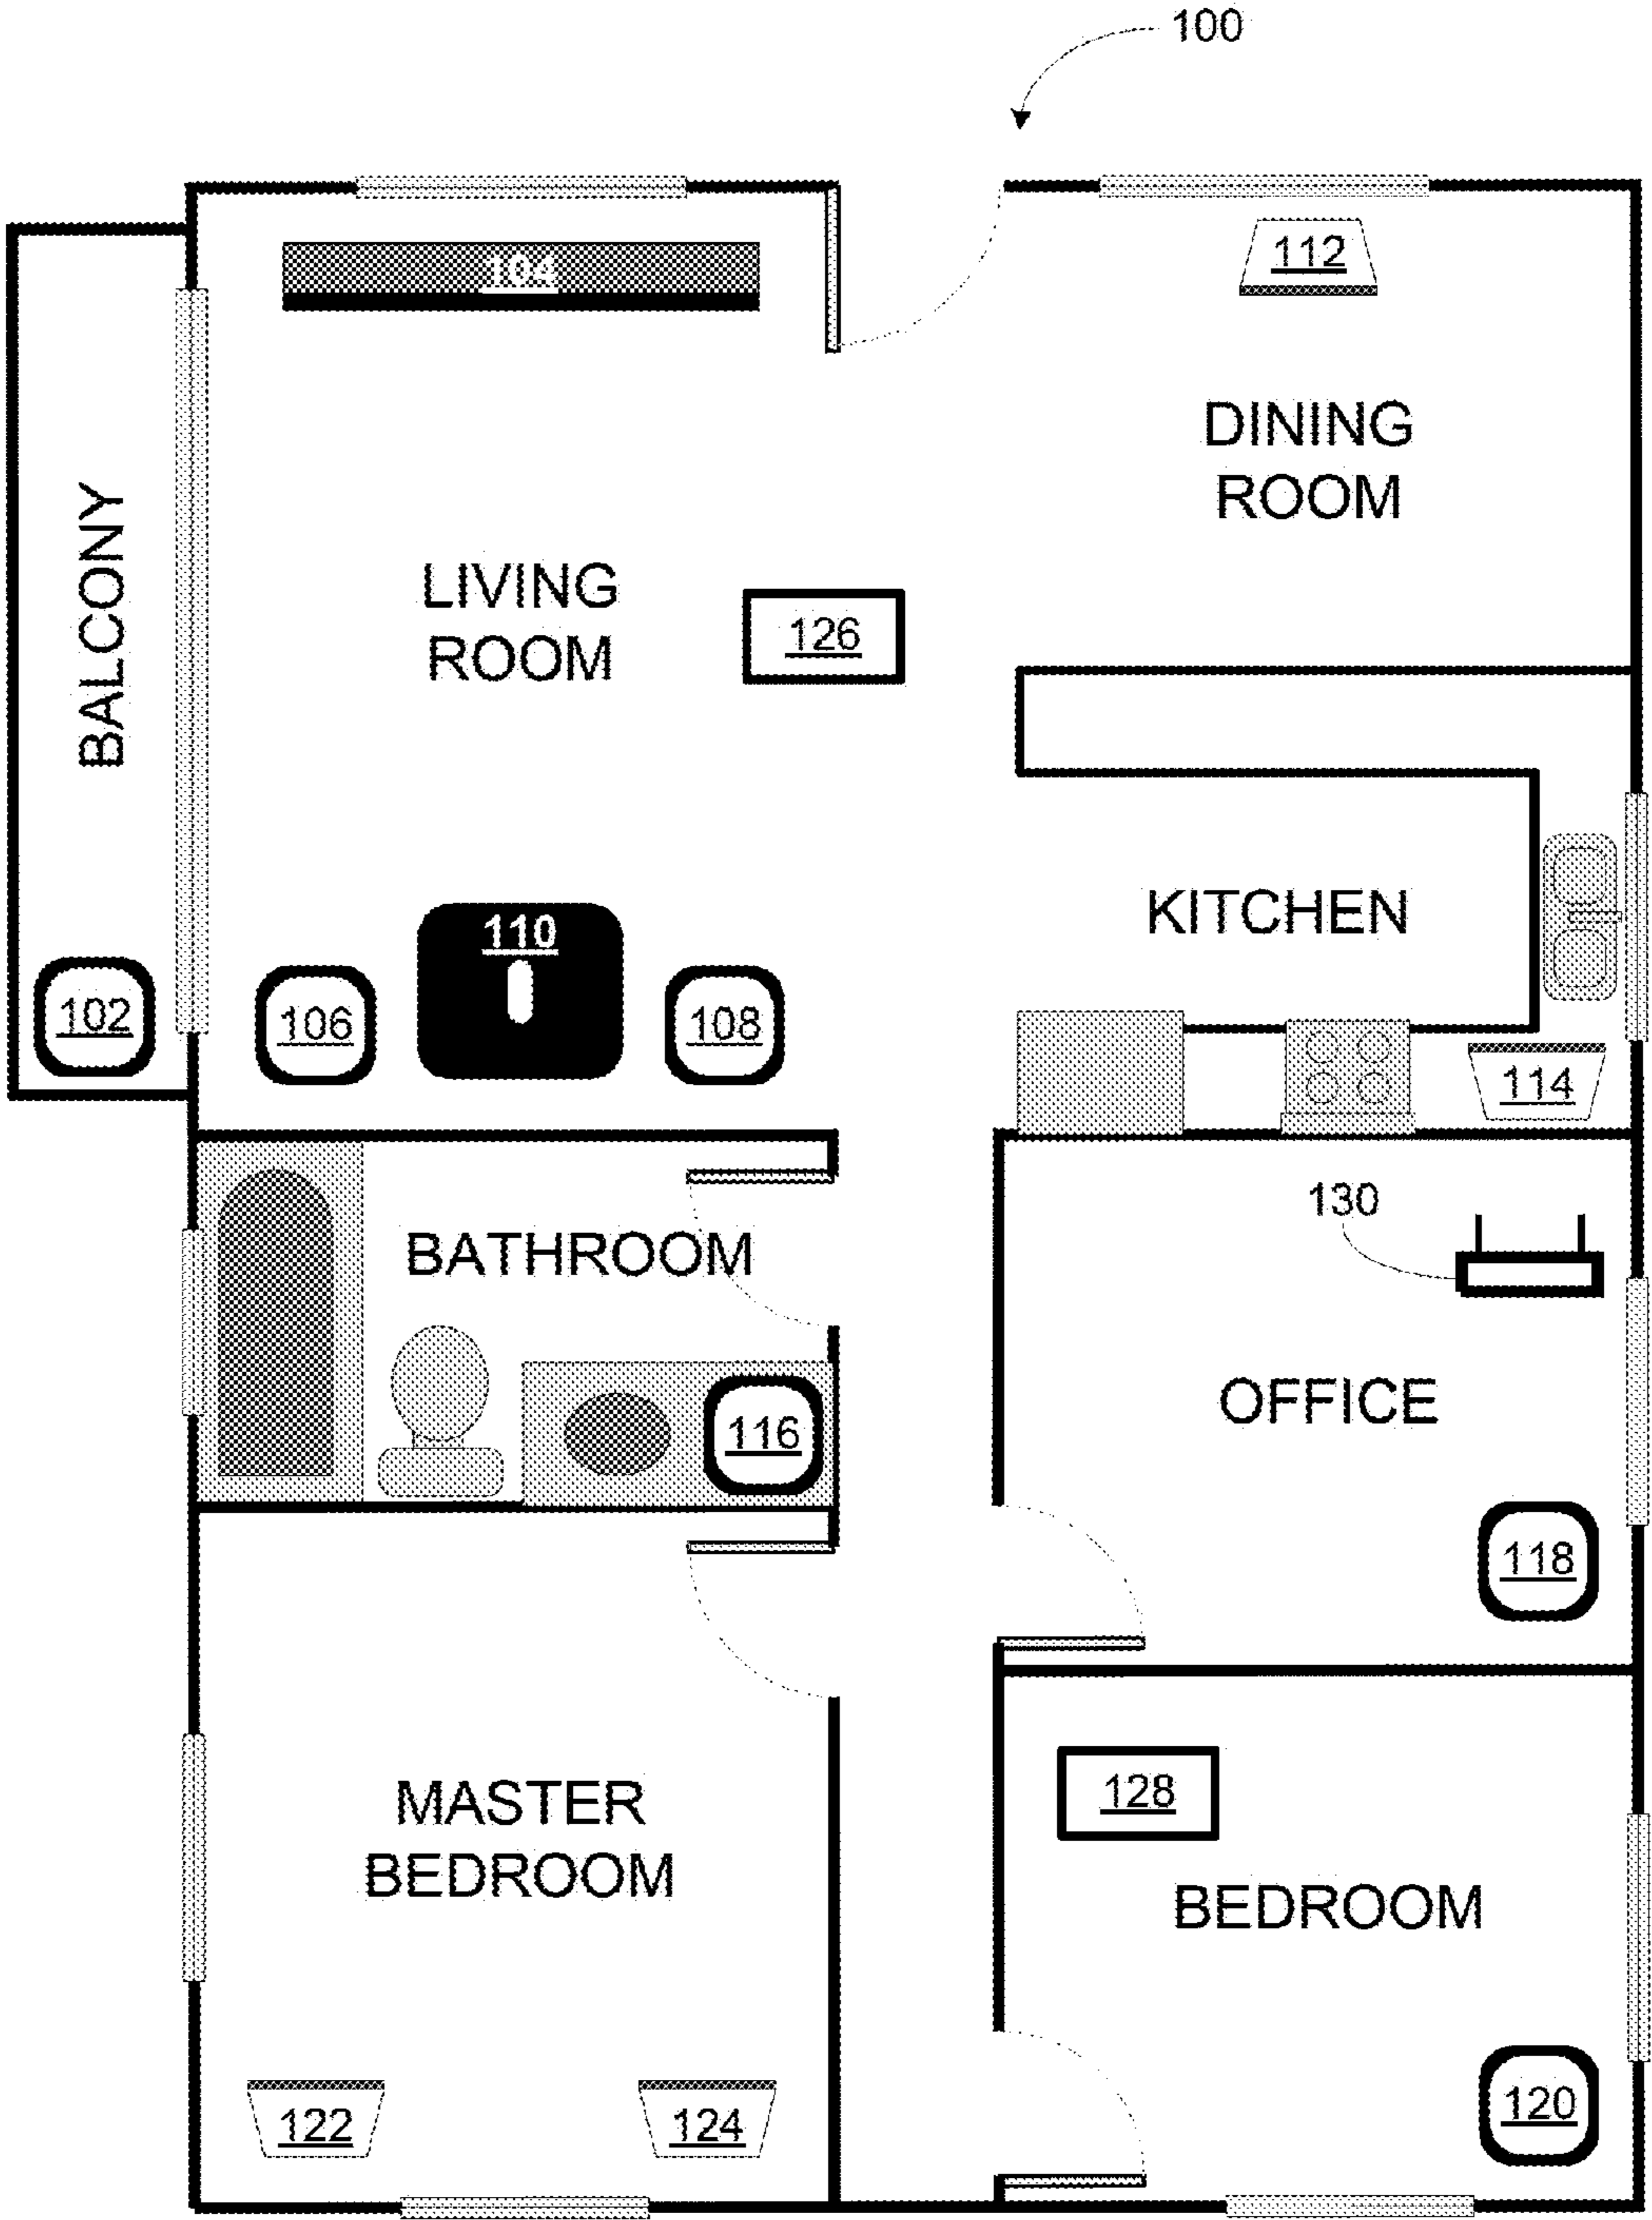 100
104
112
DINING
ROOM
BALCONY
LIVING
ROOM
126
KITCHEN
110
102
106
108
114
130
BATHROOM
OFFICE
116
118
128
MASTER
BEDROOM
BEDROOM
120
122
124